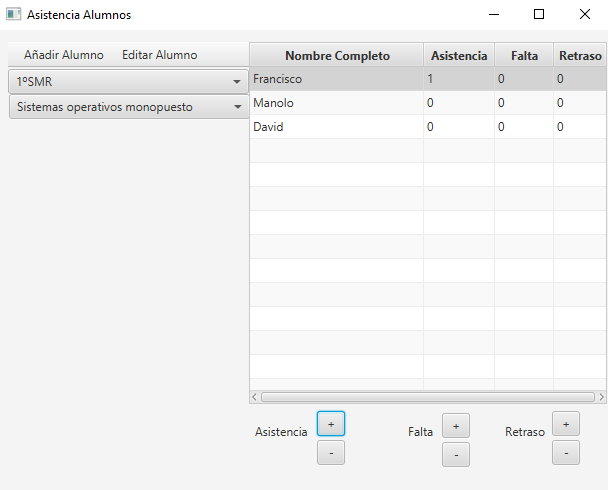 Asistencia Alumnos
Añadir Alumno Editar Alumno
1ºSMR
Sistemas operativos monopuesto
Nombre Completo Asistencia Falta Retraso
Francisco 1 0 0
Manolo 0 0 0
David 0 0 0
Asistencia + - Falta + - Retraso + -